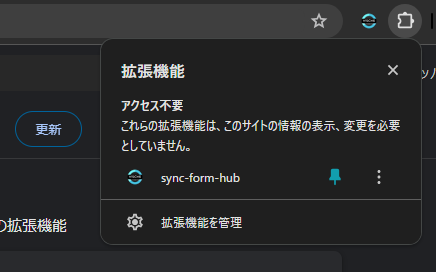 拡張機能
ッパ
アクセス不要
これらの拡張機能は、このサイトの情報の表示、変更を必要
としていません。
更新
sync-form-hub
の拡張機能
拡張機能を管理